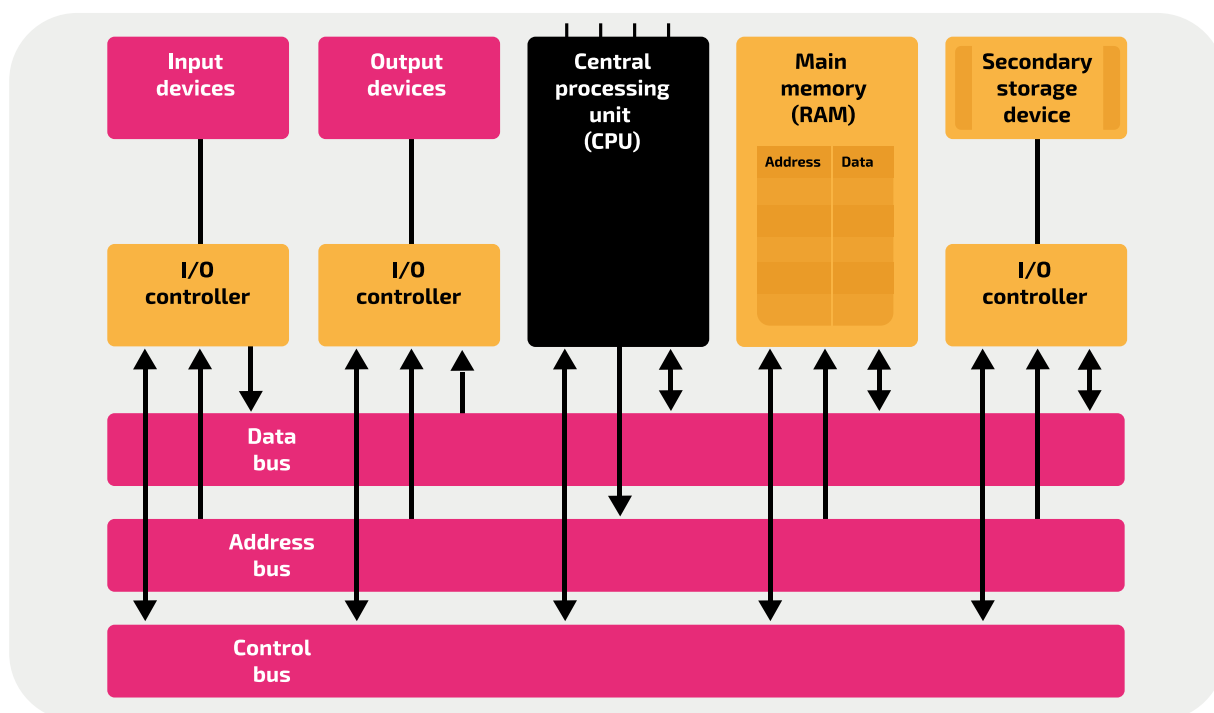 Input
devices
Output
devices
Central
processing
unit
(CPU)
Main
memory
(RAM)
Address Data
Secondary
storage
device
I/O
controller
I/O
controller
I/O
controller
Data
bus
Address
bus
Control
bus